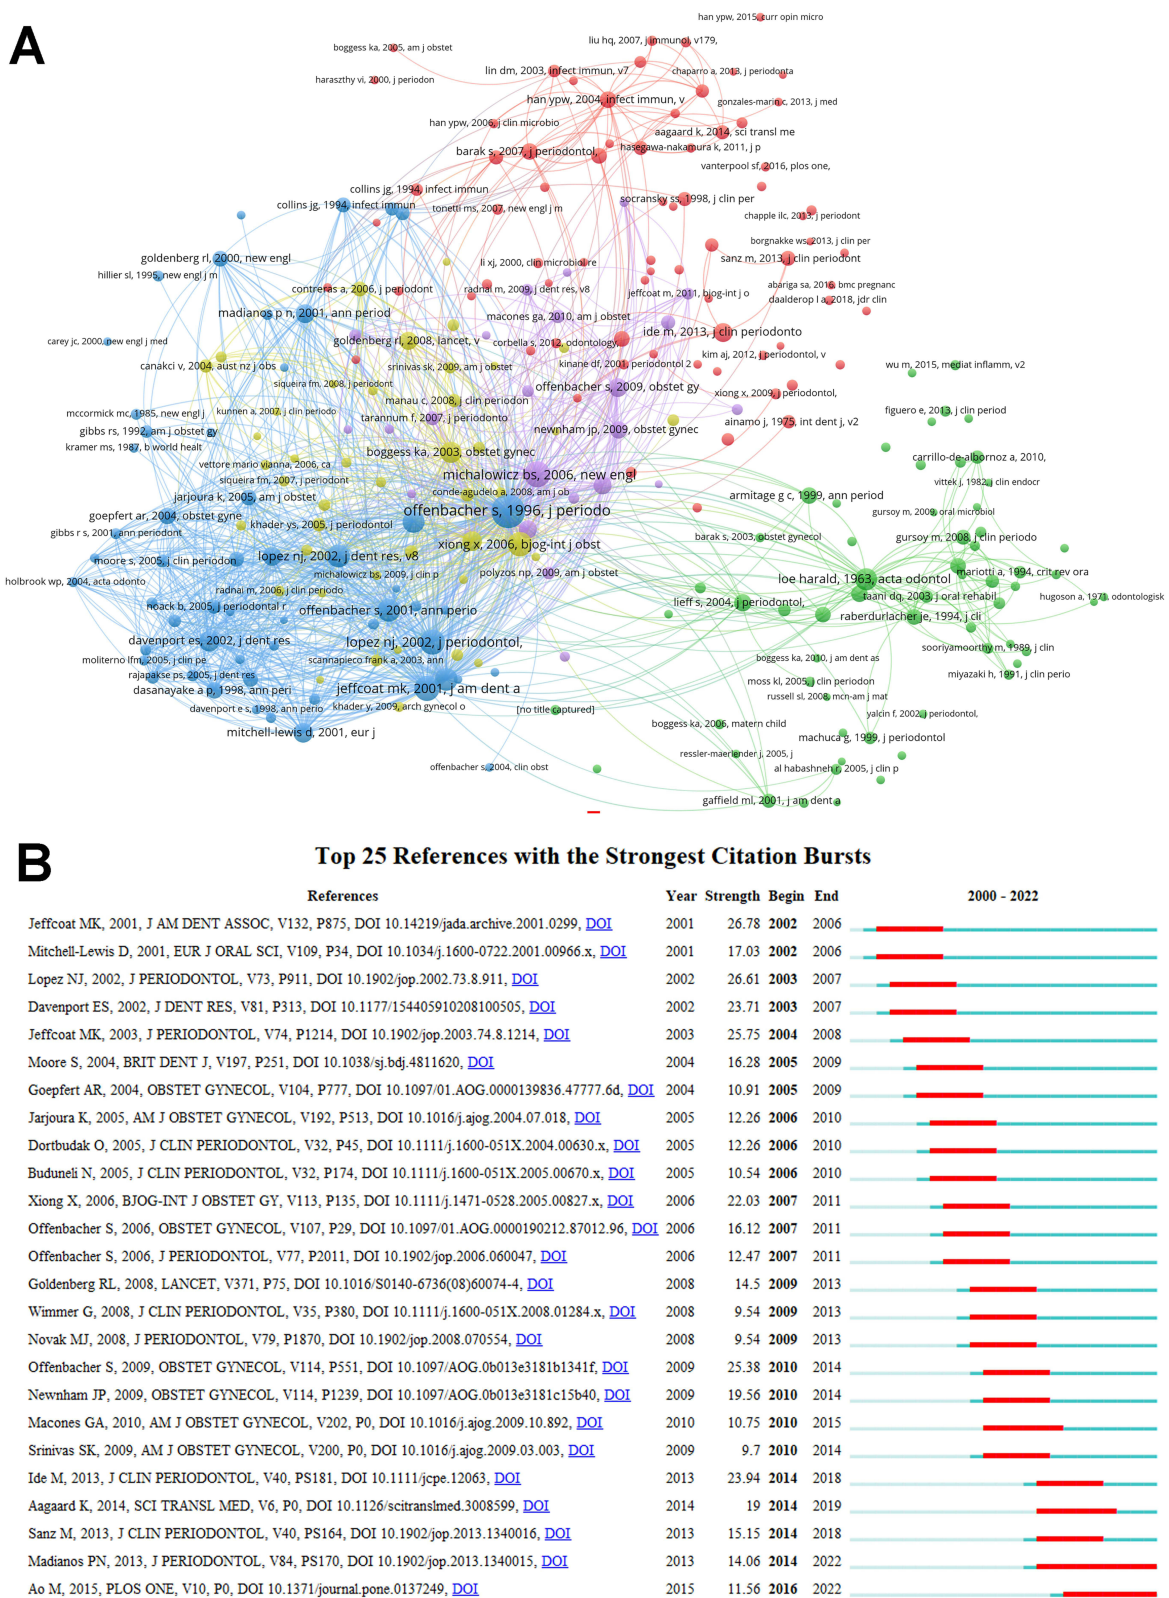 A
han ypw, 2015, curr opin micro
liu hq, 2007, j immunol, v179,
boggess ka, 2005, am j obstet
lin dm, 2003, infect immun, v7
chaparro a, 2013, j periodonta
haraszthy vi, 2000, j periodon
han ypw, 2004, infect immun, v
gonzales-marin c, 2013, j med
han ypw, 2006, j clin microbio
aagaard k, 2014, sci transl me
barak s, 2007, j periodontol,
hasegawa-nakamura k, 2011, j p
vanterpool sf, 2016, plos one,
collins jg, 1994, infect immun
collins jg, 1994, infect immun
tonetti ms, 2007, new engl j m
socransky ss, 1998, j clin per
chapple ilc, 2013, j periodont
borgnakke ws, 2013, j clin per
goldenberg rl, 2000, new engl
li xj, 2000, clin microbiol re
sanz m, 2013, j clin periodont
hillier sl, 1995, new engl j m
contreras a, 2006, j periodont
radnai m, 2009, j dent res, v8
jeffcoat m, 2011, bjog-int j o
abariga sa, 2016, bmc pregnanc
daalderop l a, 2018, jdr clin
madianos p n, 2001, ann period
macones ga, 2010, am j obstet
ide m, 2013, j clin periodonto
carey jc, 2000, new engl j med
goldenberg rl, 2008, lancet, v
corbella s, 2012, odontology,
kim aj, 2012, j periodontol, v
canakci v, 2004, aust nz j obs
srinivas sk, 2009, am j obstet
kinane df, 2001, periodontol 2
wu m, 2015, mediat inflamm, v2
siqueira fm, 2008, j periodont
offenbacher s, 2009, obstet gy
xiong x, 2009, j periodontol,
manau c, 2008, j clin periodon
mccormick mc, 1985, new engl j
kunnen a, 2007, j clin periodo
tarannum f, 2007, j periodonto
figuero e, 2013, j clin period
ainamo j, 1975, int dent j, v2
gibbs rs, 1992, am j obstet gy
newnham jp, 2009, obstet gynec
kramer ms, 1987, b world healt
boggess ka, 2003, obstet gynec
carrillo-de-albornoz a, 2010,
vettore mario vianna, 2006, ca
michalowicz bs, 2006, new engl
siqueira fm, 2007, j periodont
vittek j, 1982, j clin endocr
conde-agudelo a, 2008, am j ob
jarjoura k, 2005, am j obstet
armitage g c, 1999, ann period
offenbacher s, 1996, j periodo
gursoy m, 2009, oral microbiol
goepfert ar, 2004, obstet gyne
khader ys, 2005, j periodontol
gibbs r s, 2001, ann periodont
barak s, 2003, obstet gynecol
gursoy m, 2008, j clin periodo
xiong x, 2006, bjog-int j obst
moore s, 2005, j clin periodon
lopez nj, 2002, j dent res, v8
polyzos np, 2009, am j obstet
michalowicz bs, 2009, j clin p
mariotti a, 1994, crit rev ora
holbrook wp, 2004, acta odonto
loe harald, 1963, acta odontol
radnai m, 2006, j clin periodo
taani dq, 2003, j oral rehabil
hugoson a, 1971, odontologisk
noack b, 2005, j periodontal r
offenbacher s, 2001, ann perio
lieff s, 2004, j periodontol,
raberdurlacher je, 1994, j cli
davenport es, 2002, j dent res
lopez nj, 2002, j periodontol,
sooriyamoorthy m, 1989, j clin
moliterno lfm, 2005, j clin pe
scannapieco frank a, 2003, ann
boggess ka, 2010, j am dent as
rajapakse ps, 2005, j dent res
miyazaki h, 1991, j clin perio
moss kl, 2005, j clin periodon
dasanayake a p, 1998, ann peri
jeffcoat mk, 2001, j am dent a
russell sl, 2008, mcn-am j mat
davenport e s, 1998, ann perio
khader y, 2009, arch gynecol o
[no title captured]
yalcin f, 2002, j periodontol,
boggess ka, 2006, matern child
mitchell-lewis d, 2001, eur j
machuca g, 1999, j periodontol
ressler-maerlender j, 2005, j
offenbacher s, 2004, clin obst
al habashneh r, 2005, j clin p
gaffield ml, 2001, j am dent a
B
Top 25 References with the Strongest Citation Bursts
References Year Strength Begin End 2000 - 2022
Jeffcoat MK, 2001, J AM DENT ASSOC, V132, P875, DOI 10.14219/jada.archive.2001.0299, DOI 2001 26.78 2002 2006
Mitchell-Lewis D, 2001, EUR J ORAL SCI, V109, P34, DOI 10.1034/j.1600-0722.2001.00966.x, DOI 2001 17.03 2002 2006
Lopez NJ, 2002, J PERIODONTOL, V73, P911, DOI 10.1902/jop.2002.73.8.911, DOI 2002 26.61 2003 2007
Davenport ES, 2002, J DENT RES, V81, P313, DOI 10.1177/154405910208100505, DOI 2002 23.71 2003 2007
Jeffcoat MK, 2003, J PERIODONTOL, V74, P1214, DOI 10.1902/jop.2003.74.8.1214, DOI 2003 25.75 2004 2008
Moore S, 2004, BRIT DENT J, V197, P251, DOI 10.1038/sj.bdj.4811620, DOI 2004 16.28 2005 2009
Goepfert AR, 2004, OBSTET GYNECOL, V104, P777, DOI 10.1097/01.AOG.0000139836.47777.6d, DOI 2004 10.91 2005 2009
Jarjoura K, 2005, AM J OBSTET GYNECOL, V192, P513, DOI 10.1016/j.ajog.2004.07.018, DOI 2005 12.26 2006 2010
Dortbudak O, 2005, J CLIN PERIODONTOL, V32, P45, DOI 10.1111/j.1600-051X.2004.00630.x, DOI 2005 12.26 2006 2010
Buduneli N, 2005, J CLIN PERIODONTOL, V32, P174, DOI 10.1111/j.1600-051X.2005.00670.x, DOI 2005 10.54 2006 2010
Xiong X, 2006, BJOG-INT J OBSTET GY, V113, P135, DOI 10.1111/j.1471-0528.2005.00827.x, DOI 2006 22.03 2007 2011
Offenbacher S, 2006, OBSTET GYNECOL, V107, P29, DOI 10.1097/01.AOG.0000190212.87012.96, DOI 2006 16.12 2007 2011
Offenbacher S, 2006, J PERIODONTOL, V77, P2011, DOI 10.1902/jop.2006.060047, DOI 2006 12.47 2007 2011
Goldenberg RL, 2008, LANCET, V371, P75, DOI 10.1016/S0140-6736(08)60074-4, DOI 2008 14.5 2009 2013
Wimmer G, 2008, J CLIN PERIODONTOL, V35, P380, DOI 10.1111/j.1600-051X.2008.01284.x, DOI 2008 9.54 2009 2013
Novak MJ, 2008, J PERIODONTOL, V79, P1870, DOI 10.1902/jop.2008.070554, DOI 2008 9.54 2009 2013
Offenbacher S, 2009, OBSTET GYNECOL, V114, P551, DOI 10.1097/AOG.0b013e3181b1341f, DOI 2009 25.38 2010 2014
Newnham JP, 2009, OBSTET GYNECOL, V114, P1239, DOI 10.1097/AOG.0b013e3181c15b40, DOI 2009 19.56 2010 2014
Macones GA, 2010, AM J OBSTET GYNECOL, V202, P0, DOI 10.1016/j.ajog.2009.10.892, DOI 2010 10.75 2010 2015
Srinivas SK, 2009, AM J OBSTET GYNECOL, V200, P0, DOI 10.1016/j.ajog.2009.03.003, DOI 2009 9.7 2010 2014
Ide M, 2013, J CLIN PERIODONTOL, V40, PS181, DOI 10.1111/jcpe.12063, DOI 2013 23.94 2014 2018
Aagaard K, 2014, SCI TRANSL MED, V6, P0, DOI 10.1126/scitranslmed.3008599, DOI 2014 19 2014 2019
Sanz M, 2013, J CLIN PERIODONTOL, V40, PS164, DOI 10.1902/jop.2013.1340016, DOI 2013 15.15 2014 2018
Madianos PN, 2013, J PERIODONTOL, V84, PS170, DOI 10.1902/jop.2013.1340015, DOI 2013 14.06 2014 2022
Ao M, 2015, PLOS ONE, V10, P0, DOI 10.1371/journal.pone.0137249, DOI 2015 11.56 2016 2022